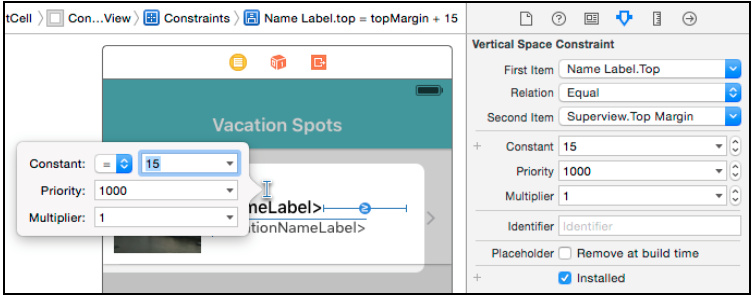 tCell
Con...View
Constraints
Name Label.top = topMargin + 15
Vacation Spots
Constant: = 15
Priority: 1000
Multiplier: 1
meLabel>
tionNameLabel>
Vertical Space Constraint
First Item Name Label.Top
Relation Equal
Second Item Superview.Top Margin
+ Constant 15
Priority 1000
Multiplier 1
Identifier Identifier
Placeholder Remove at build time
+ Installed